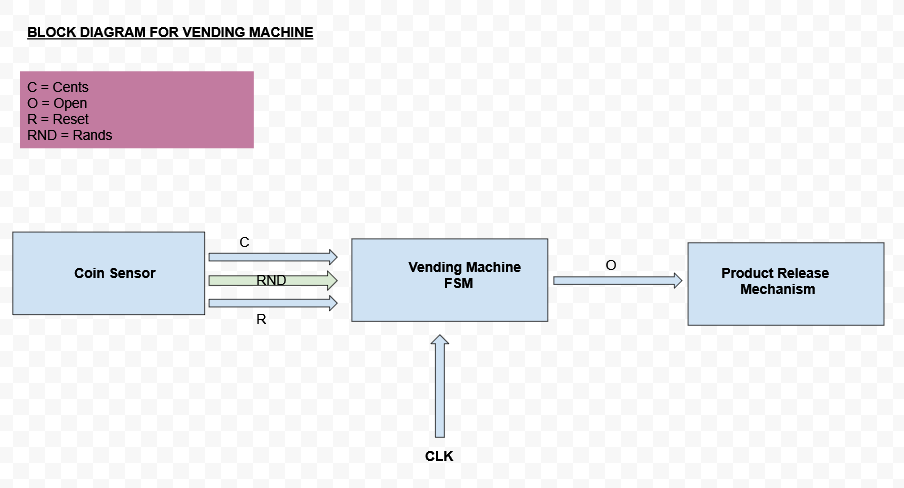 BLOCK DIAGRAM FOR VENDING MACHINE
C = Cents
O = Open
R = Reset
RND = Rands
C
Coin Sensor
RND
R
Vending Machine
FSM
O
Product Release
Mechanism
CLK